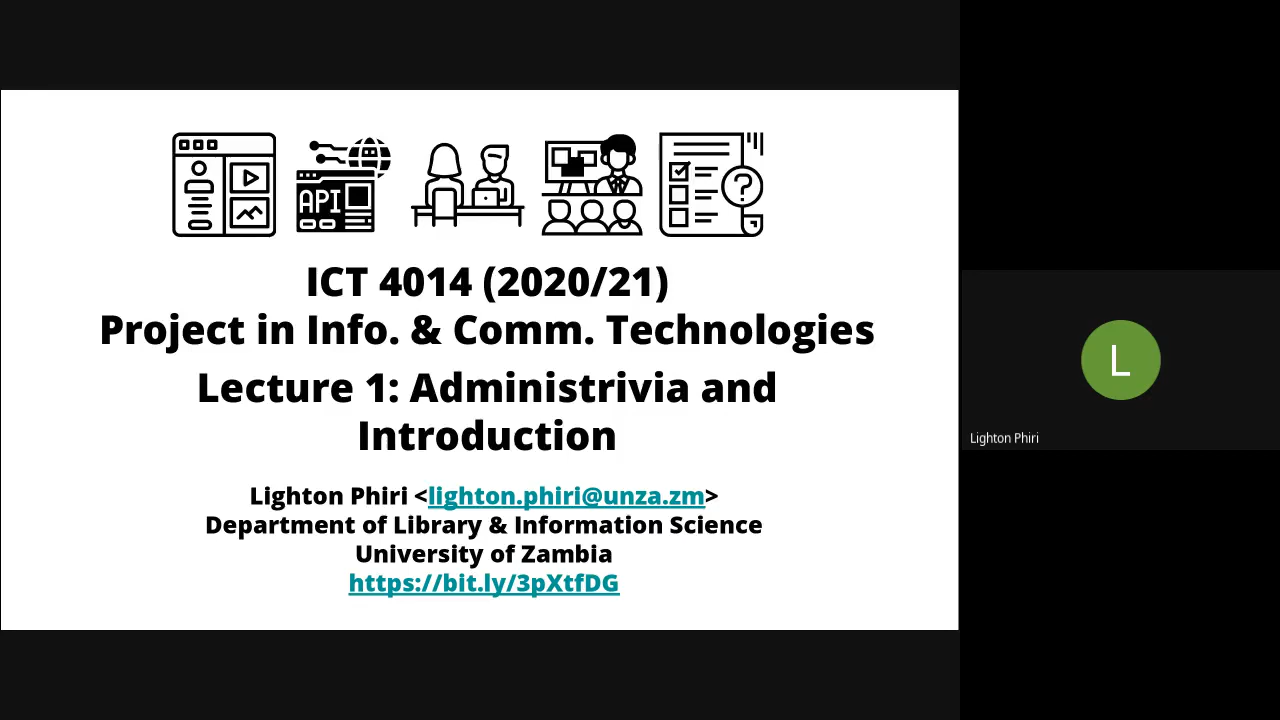 API
ICT 4014 (2020/21)
Project in Info. & Comm. Technologies
Lecture 1: Administrivia and
Introduction
Lighton Phiri <lighton.phiri@unza.zm>
Department of Library & Information Science
University of Zambia
https://bit.ly/3pXtfDG
L
Lighton Phiri